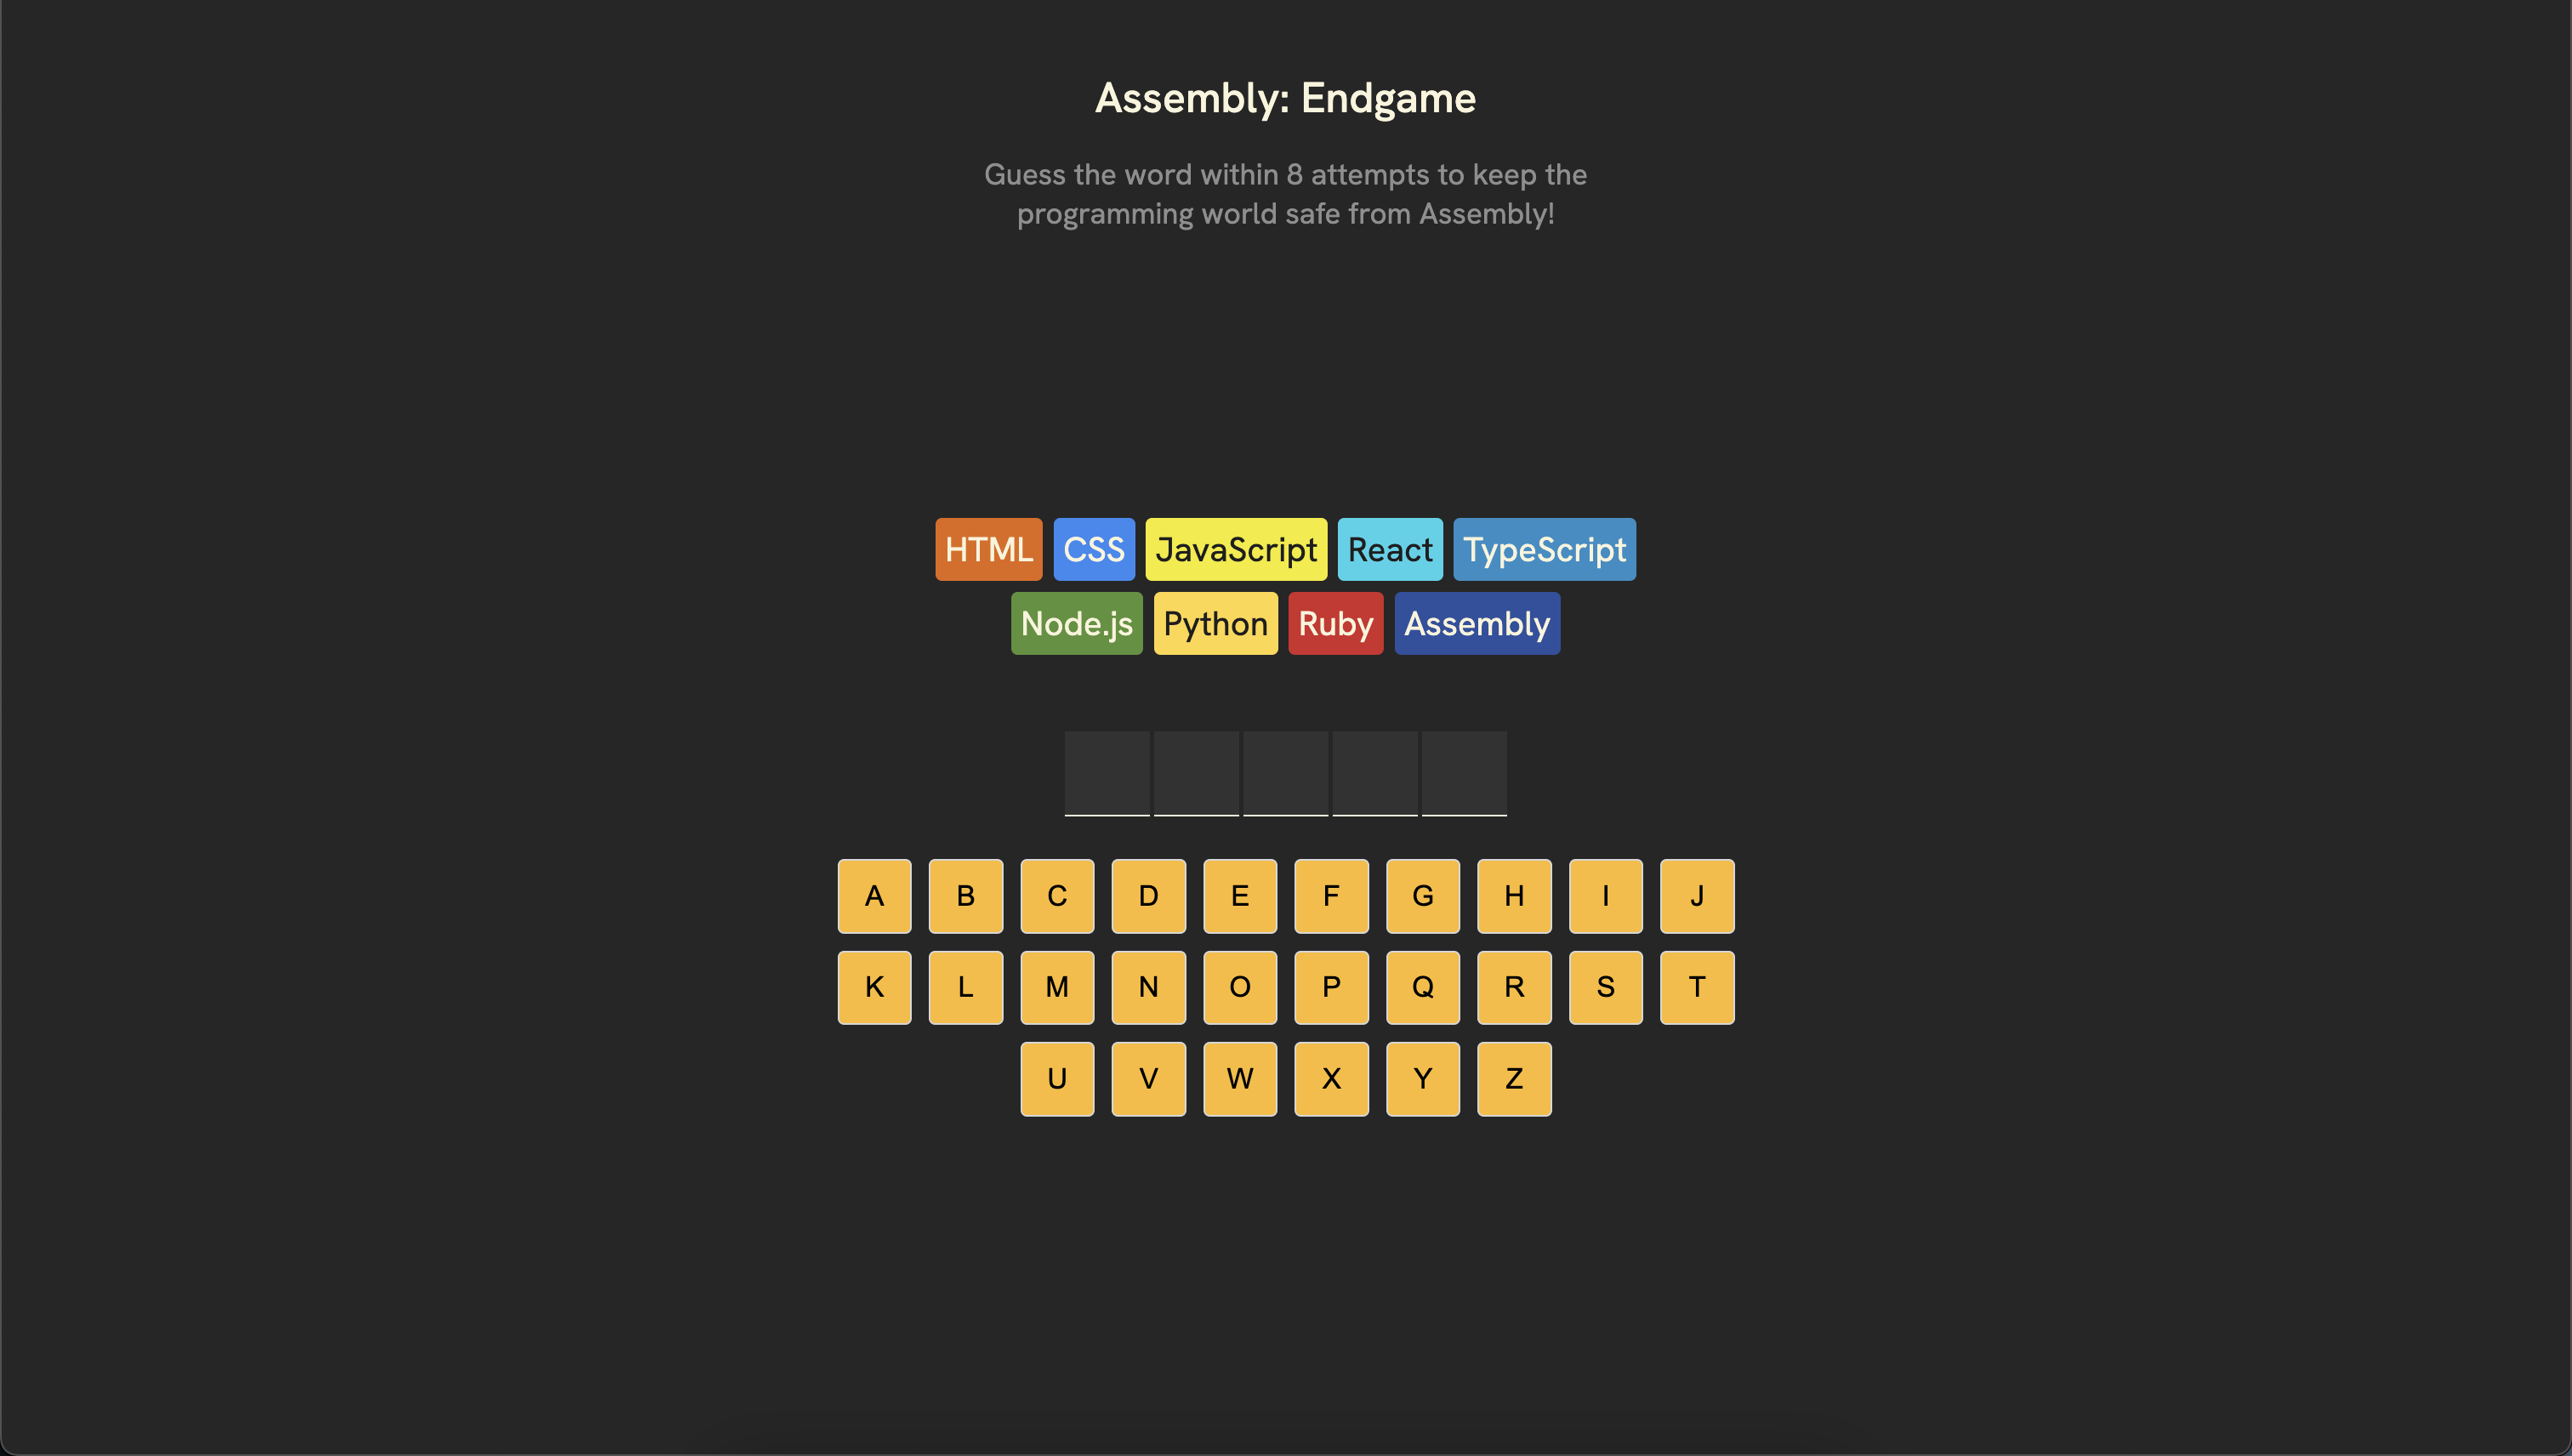 Assembly: Endgame
Guess the word within 8 attempts to keep the
programming world safe from Assembly!
HTML CSS JavaScript React TypeScript
Node.js Python Ruby Assembly
A B C D E F G H I J
K L M N O P Q R S T
U V W X Y Z